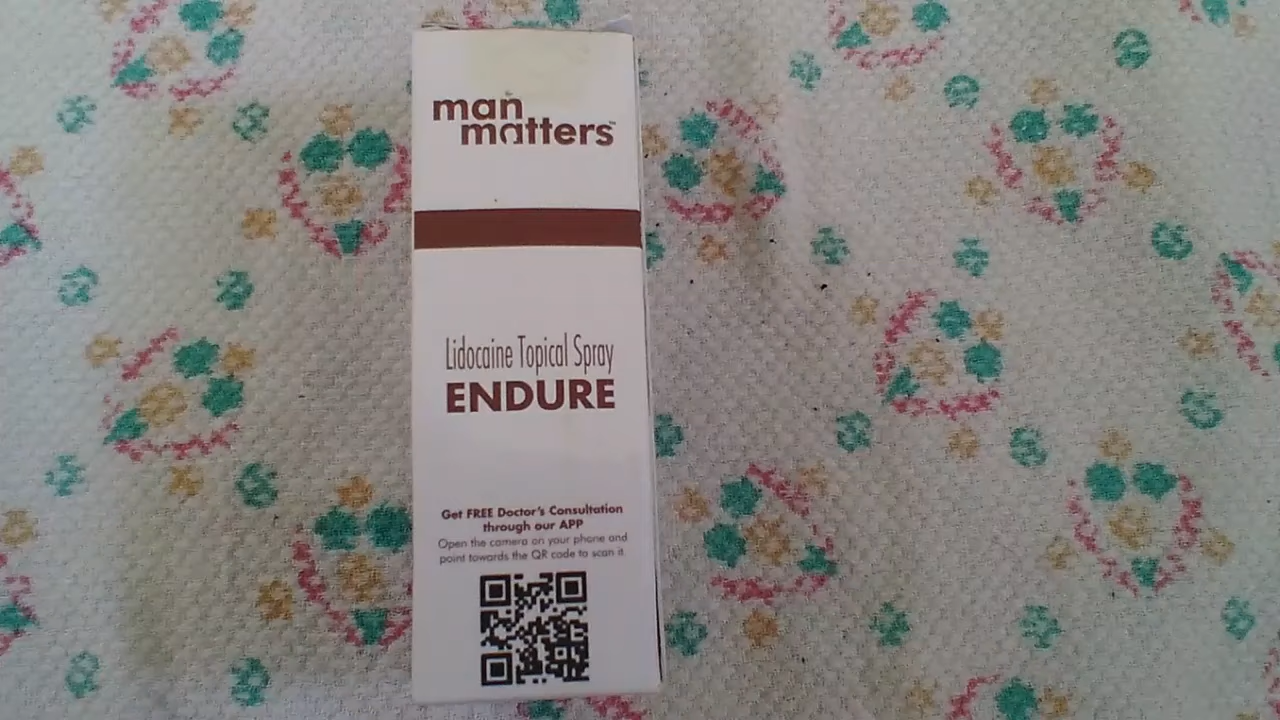 man
matters™
Lidocaine Topical Spray
ENDURE
Get FREE Doctor's Consultation
through our APP
Open the camera on your phone and
point towards the QR code to scan it